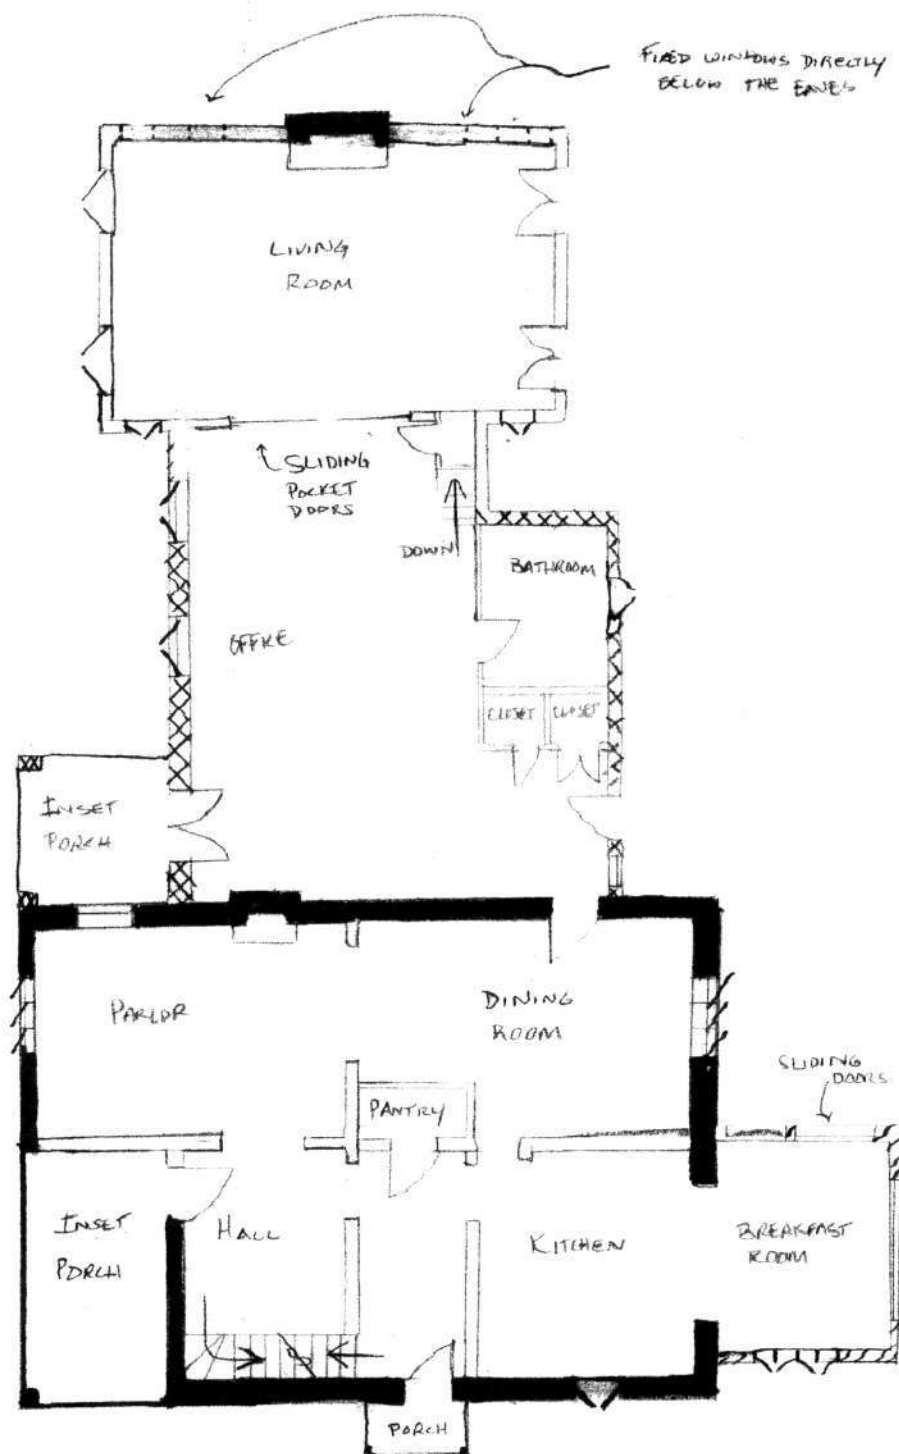 FIXED WINDOWS DIRECTLY
BELOW THE EAVES
LIVING
ROOM
SLIDING
POCKET
DOORS
DOWN
BATHROOM
OFFICE
CLOSET
CLOSET
INSET
PORCH
PARLOR
DINING
ROOM
SLIDING
DOORS
PANTRY
INSET
PORCH
HALL
KITCHEN
BREAKFAST
ROOM
PORCH